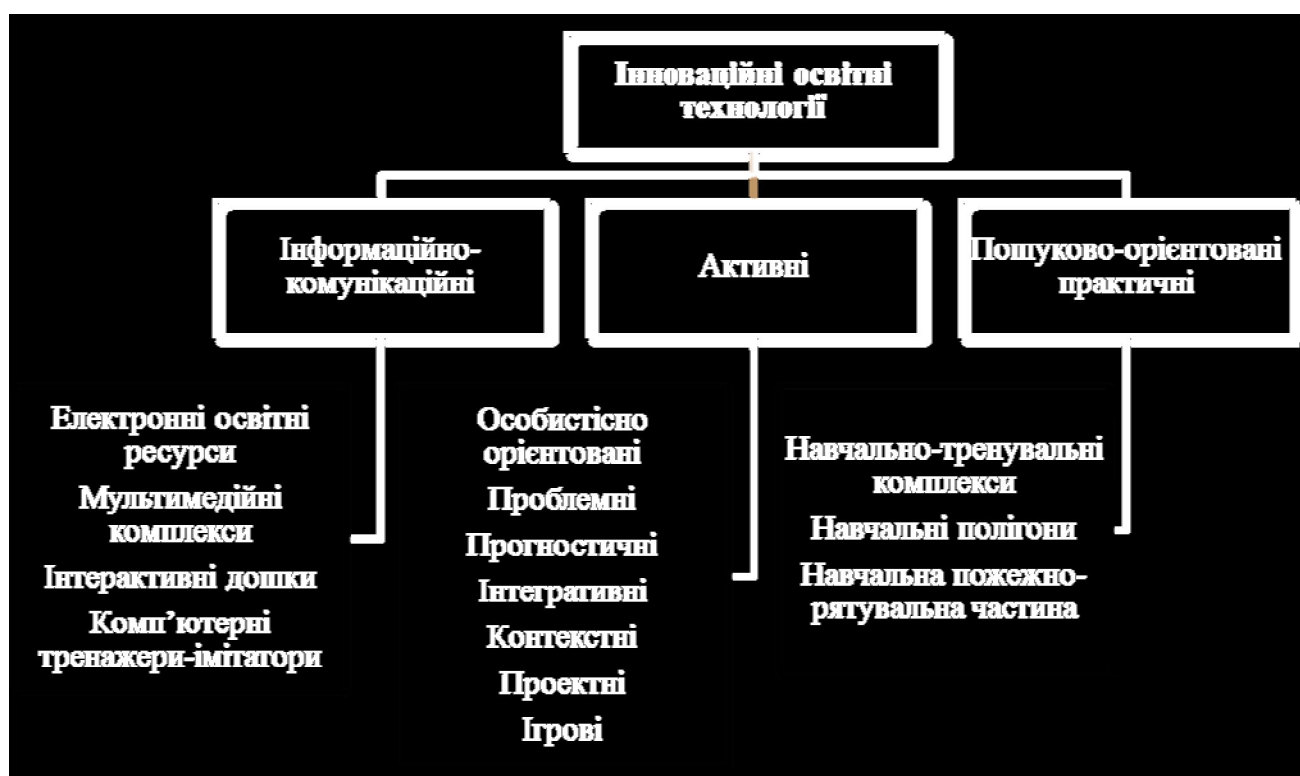 Інноваційні освітні
технології
Інформаційно-
комунікаційні
Активні
Пошуково-орієнтовані
практичні
Електронні освітні
ресурси
Мультимедійні
комплекси
Інтерактивні дошки
Комп’ютерні
тренажери-імітатори
Особистісно
орієнтовані
Проблемні
Прогностичні
Інтегративні
Контекстні
Проектні
Ігрові
Навчально-тренувальні
комплекси
Навчальні полігони
Навчальна пожежно-
рятувальна частина